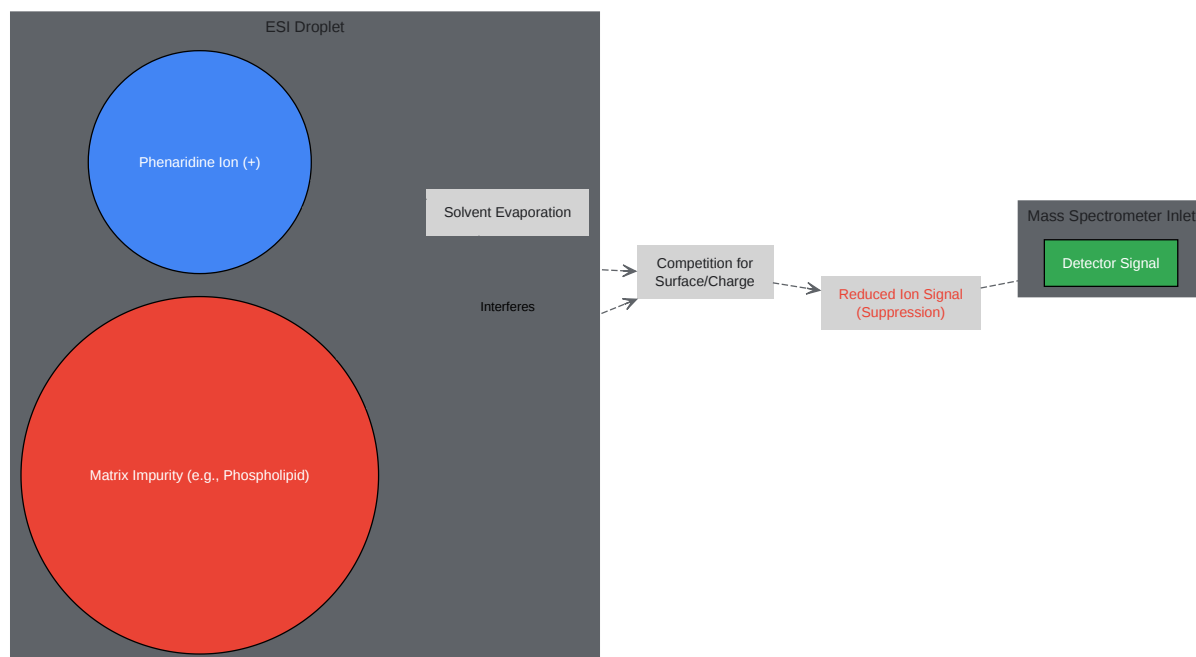 ESI Droplet
Phenaridine Ion (+)
Solvent Evaporation
Interferes
Matrix Impurity (e.g., Phospholipid)
Competition for
Surface/Charge
Reduced Ion Signal
(Suppression)
Mass Spectrometer Inlet
Detector Signal